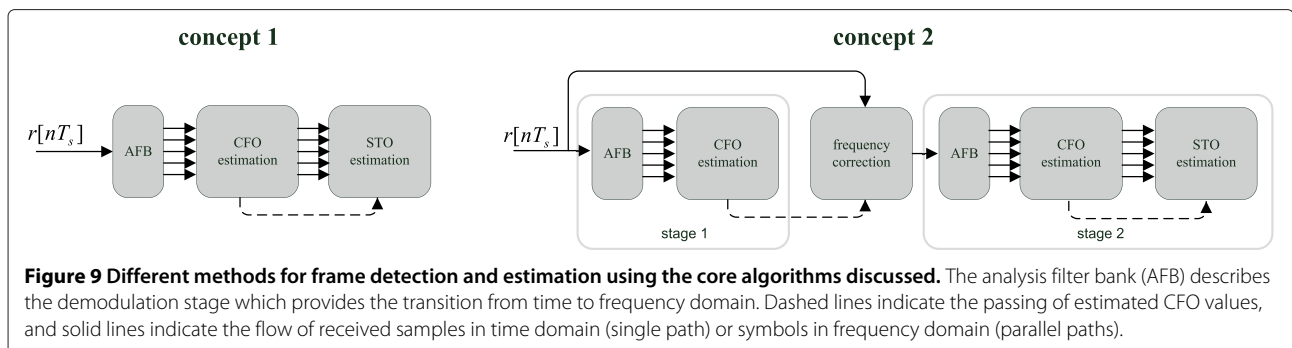 concept 1
concept 2
r[nT_s]
AFB
CFO
estimation
STO
estimation
r[nT_s]
AFB
CFO
estimation
frequency
correction
AFB
CFO
estimation
STO
estimation
stage 1
stage 2
Figure 9 Different methods for frame detection and estimation using the core algorithms discussed. The analysis filter bank (AFB) describes
the demodulation stage which provides the transition from time to frequency domain. Dashed lines indicate the passing of estimated CFO values,
and solid lines indicate the flow of received samples in time domain (single path) or symbols in frequency domain (parallel paths).